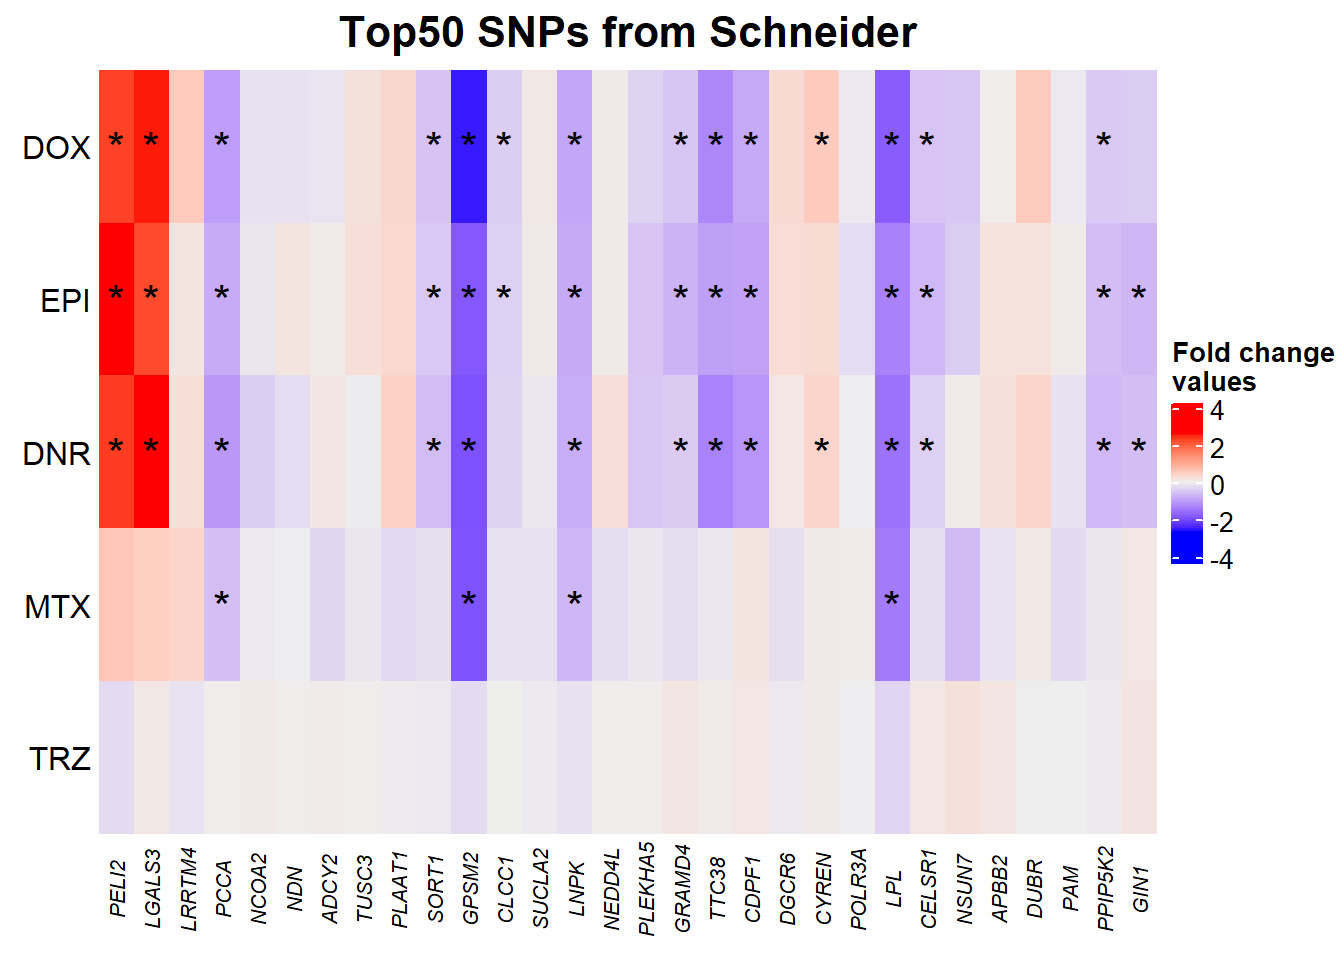 Top50 SNPs from Schneider
DOX * * * * * * * * * * * * * *
EPI * * * * * * * * * * * * * *
DNR * * * * * * * * * * * * * *
MTX * * * *
TRZ
Fold change
values
4
2
0
-2
-4
PELI2
LGALS3
LRRTM4
PCCA
NCOA2
NDN
ADCY2
TUSC3
PLAAT1
SORT1
GPSM2
CLCC1
SUCLA2
LNPK
NEDD4L
PLEKHA5
GRAMD4
TTC38
CDPF1
DGCR6
CYREN
POLR3A
LPL
CELSR1
NSUN7
APBB2
DUBR
PAM
PPIP5K2
GIN1